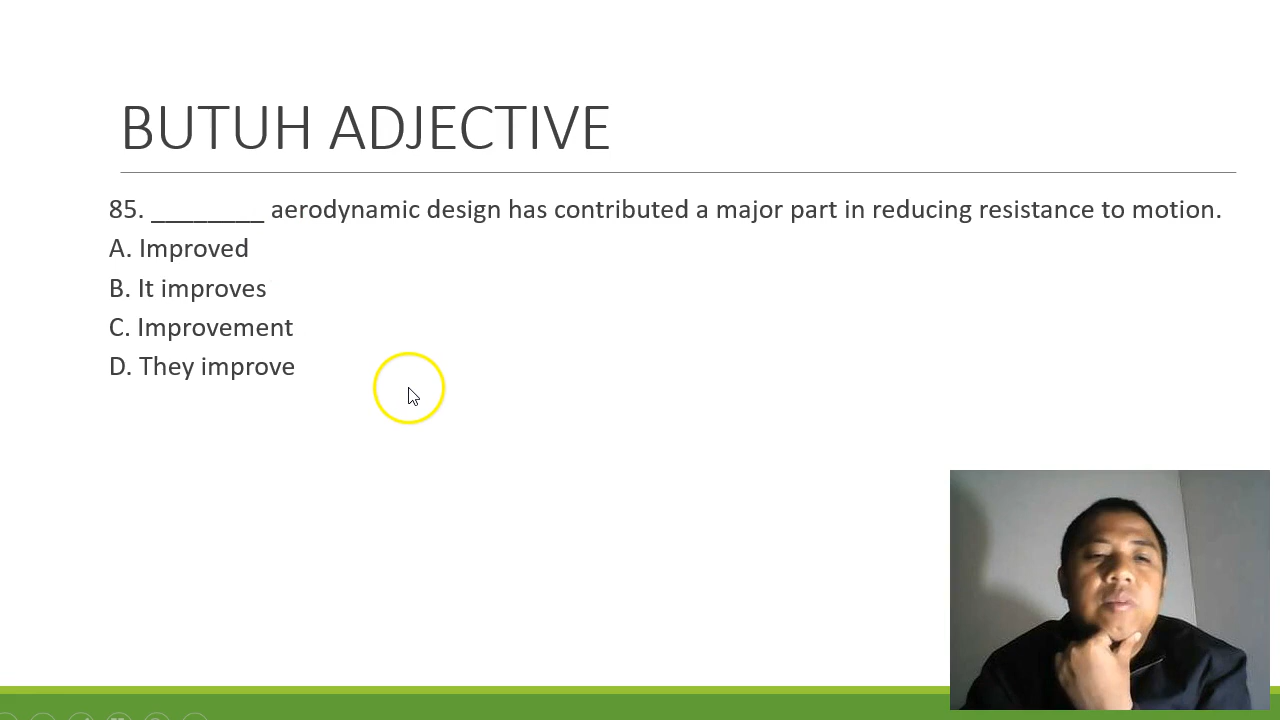 BUTUH ADJECTIVE
85. ________ aerodynamic design has contributed a major part in reducing resistance to motion.
A. Improved
B. It improves
C. Improvement
D. They improve